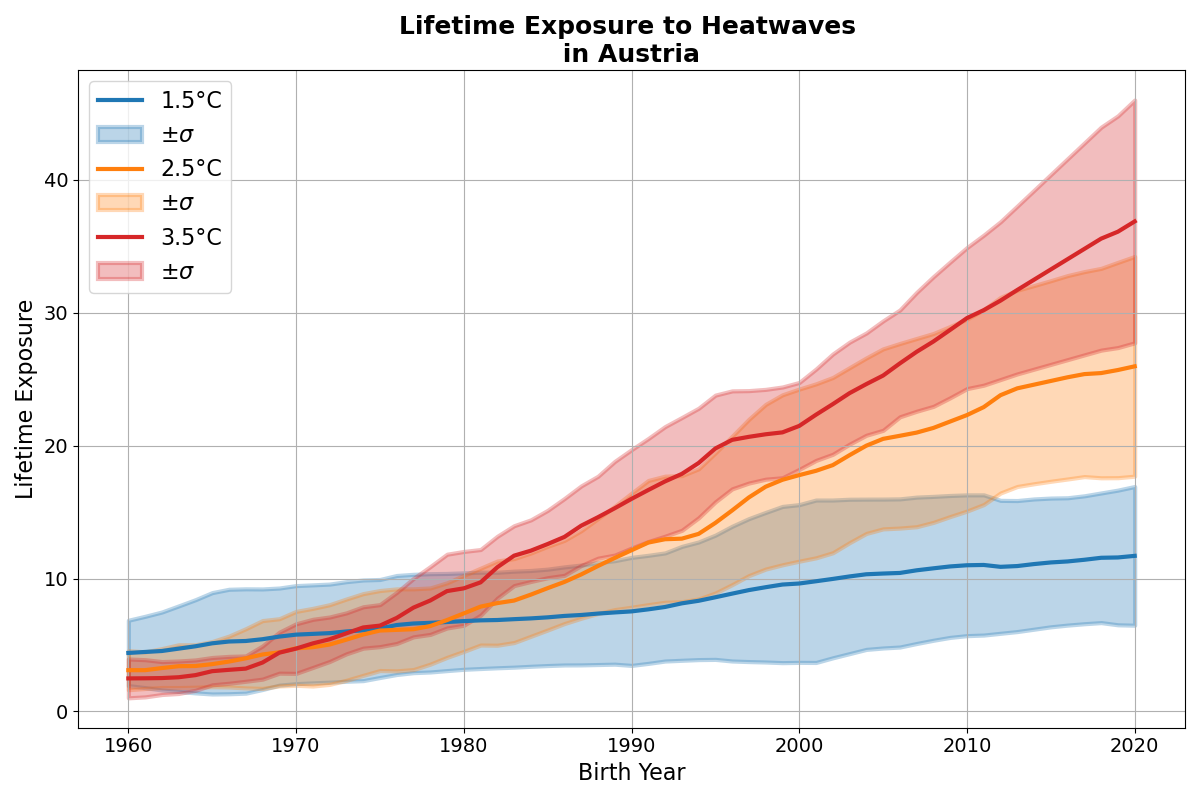 Lifetime Exposure to Heatwaves
in Austria
1.5°C
±σ
2.5°C
±σ
3.5°C
±σ
Lifetime Exposure
40
30
20
10
0
1960 1970 1980 1990 2000 2010 2020
Birth Year